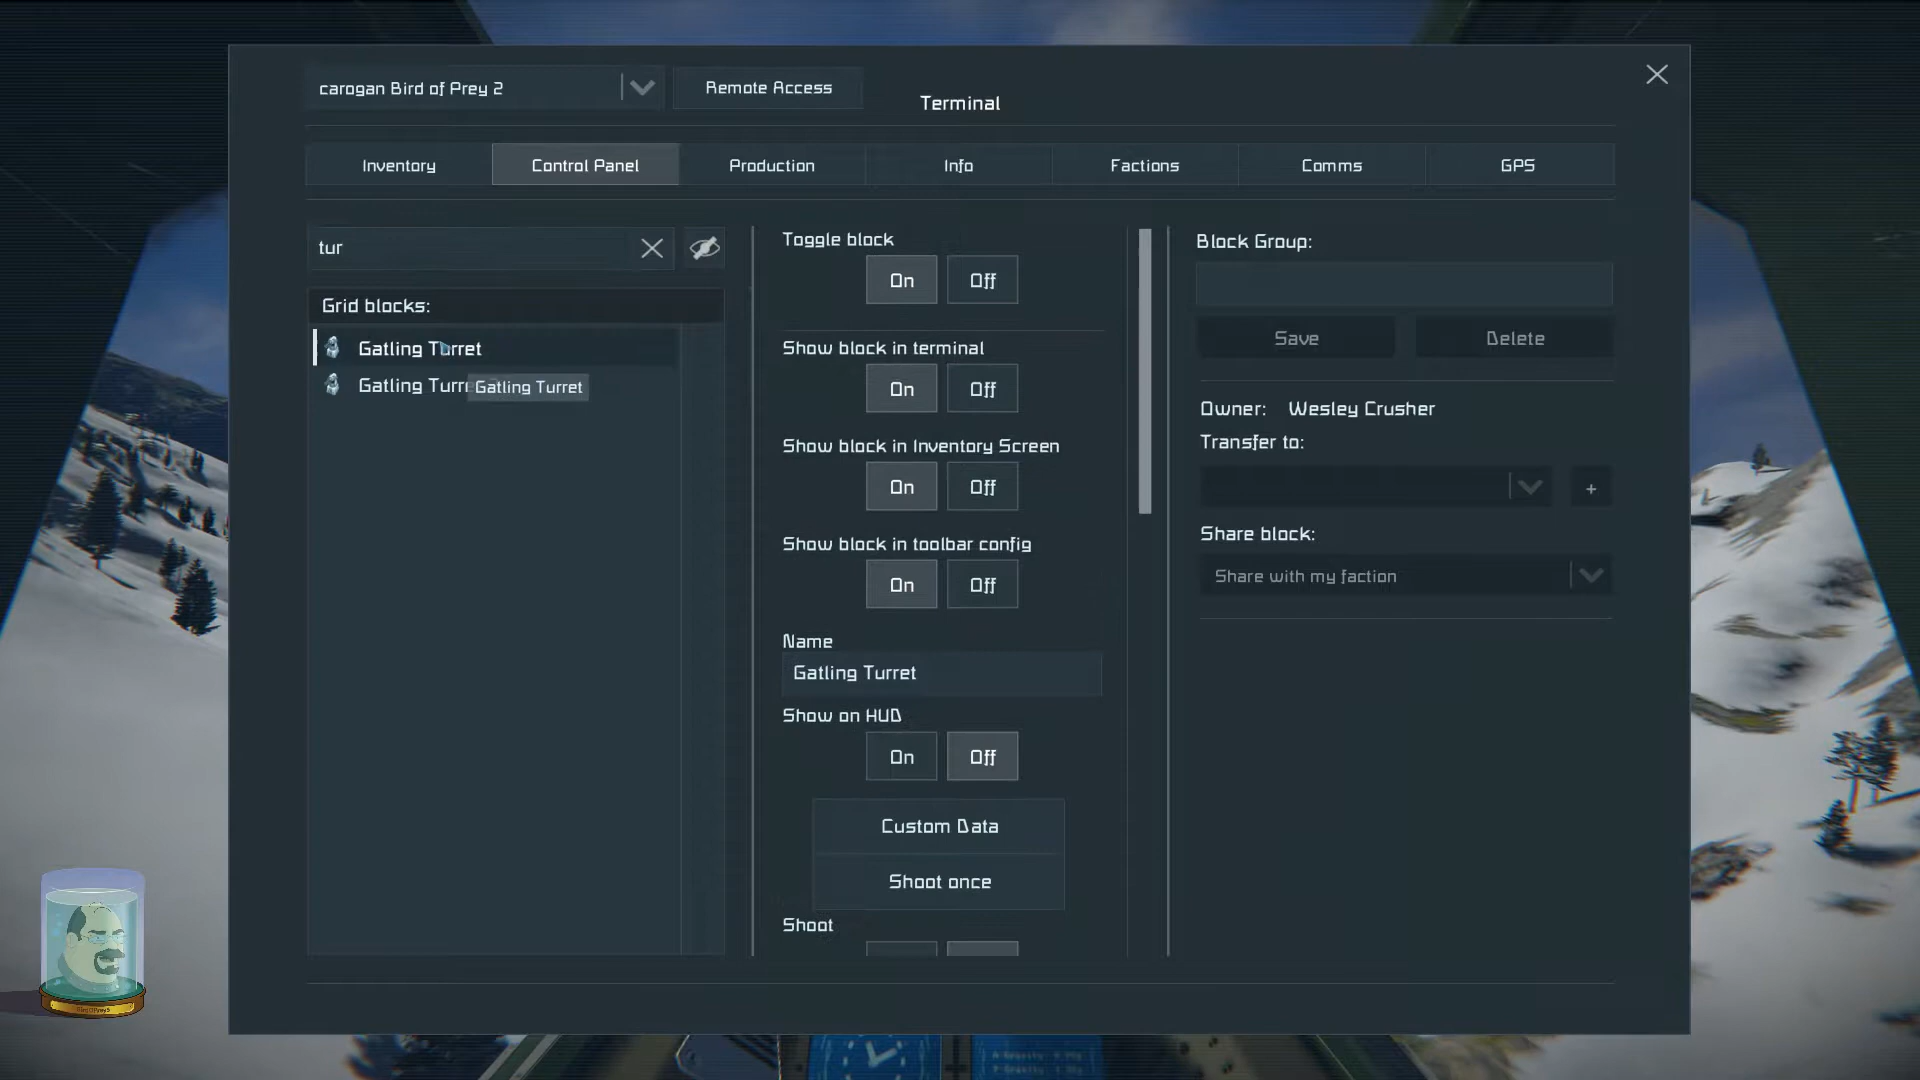 carogan Bird of Prey 2
Remote Access
Terminal
Inventory
Control Panel
Production
Info
Factions
Comms
GPS
tur
Grid blocks:
Gatling Turret
Gatling Turr
Gatling Turret
Toggle block
On Off
Show block in terminal
On Off
Show block in Inventory Screen
On Off
Show block in toolbar config
On Off
Name
Gatling Turret
Show on HUD
On Off
Custom Data
Shoot once
Shoot
Block Group:
Save Delete
Owner: Wesley Crusher
Transfer to:
+
Share block:
Share with my faction